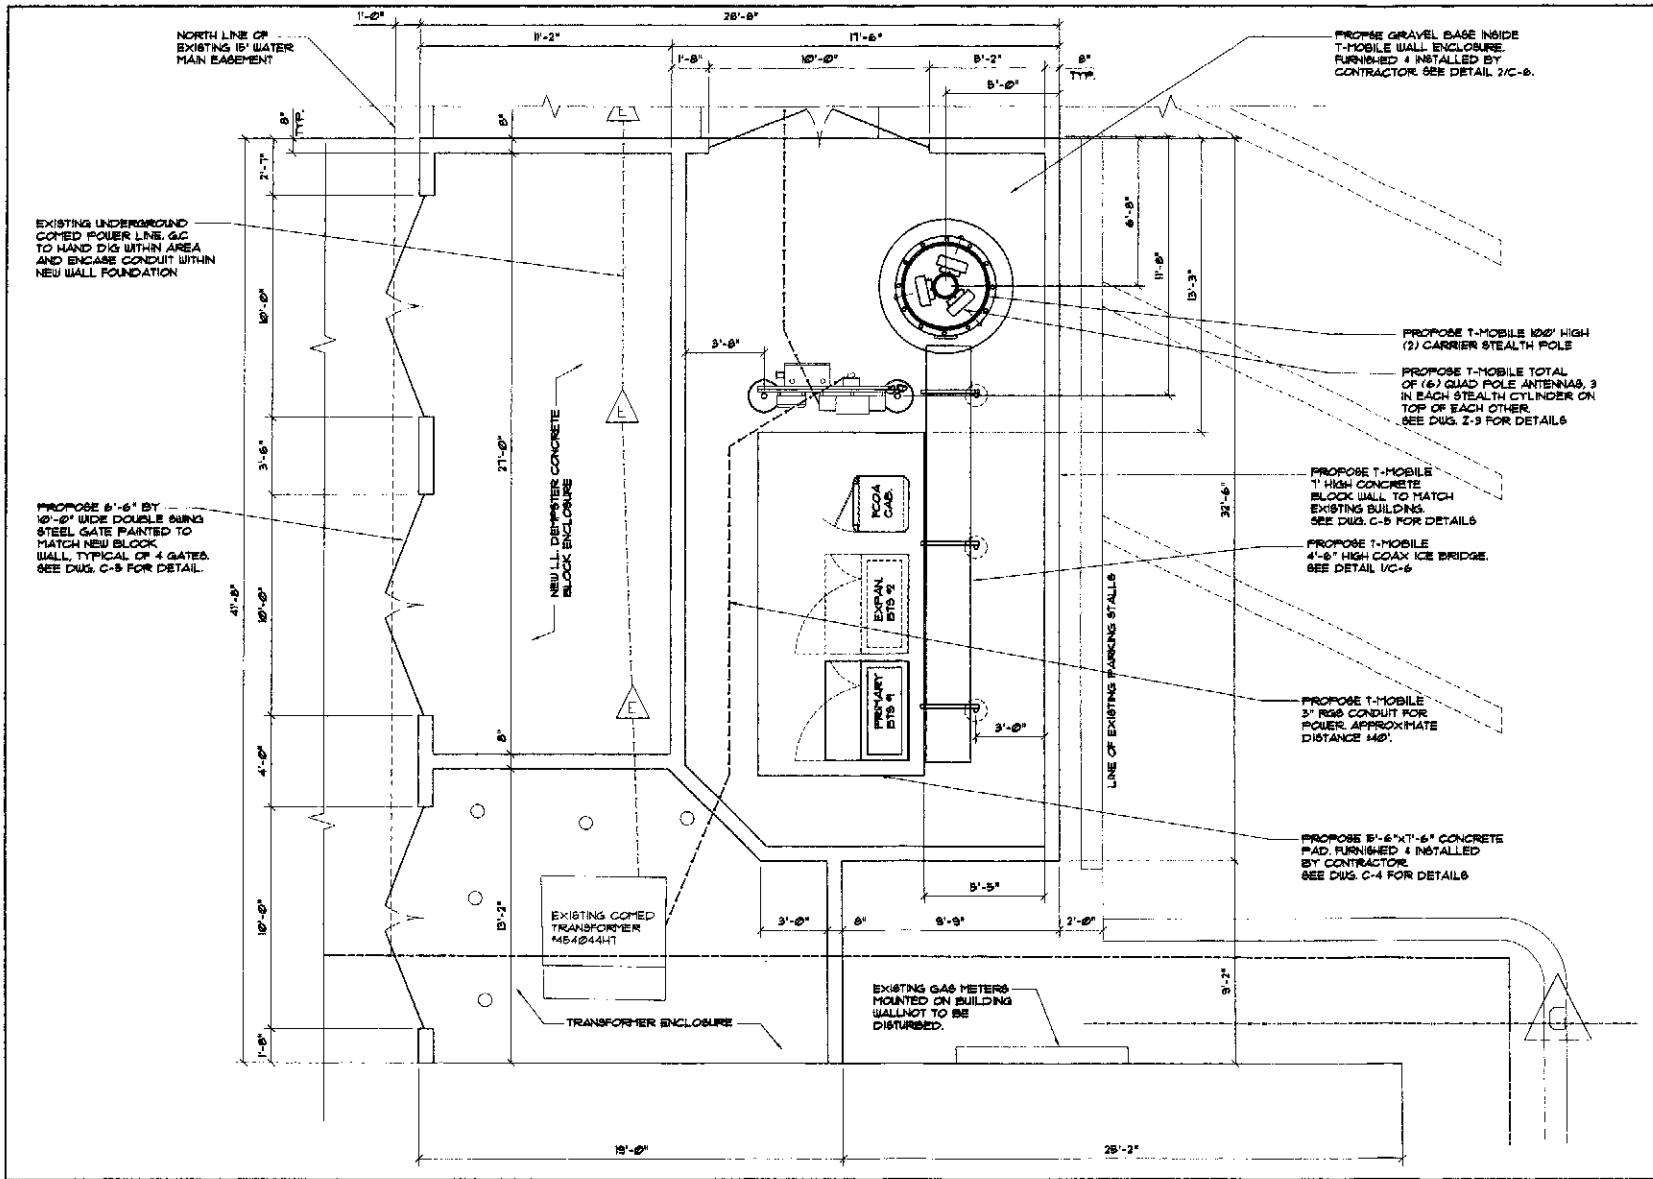 1'-0"
28'-8"
11'-2"
17'-6"
1'-8"
10'-0"
5'-2"
8"
TYP.
5'-0"
NORTH LINE OF
EXISTING 15' WATER
MAIN EASEMENT
PROPSE GRAVEL BASE INSIDE
T-MOBILE WALL ENCLOSURE.
FURNISHED & INSTALLED BY
CONTRACTOR. SEE DETAIL 2/C-6.
8"
TYP.
8"
E
2'-7"
EXISTING UNDERGROUND
COMED POWER LINE. G.C
TO HAND DIG WITHIN AREA
AND ENCASE CONDUIT WITHIN
NEW WALL FOUNDATION
6'-8"
11'-8"
13'-3"
10'-0"
3'-8"
PROPOSE T-MOBILE 100' HIGH
(2) CARRIER STEALTH POLE
PROPOSE T-MOBILE TOTAL
OF (6) QUAD POLE ANTENNAS, 3
IN EACH STEALTH CYLINDER ON
TOP OF EACH OTHER.
SEE DWG. Z-3 FOR DETAILS
E
3'-6"
27'-0"
NEW L.L. DEMPSTER CONCRETE
BLOCK ENCLOSURE
PCOA
CAB.
PROPOSE T-MOBILE
7' HIGH CONCRETE
BLOCK WALL TO MATCH
EXISTING BUILDING.
SEE DWG. C-5 FOR DETAILS
32'-6"
PROPOSE 6'-6" BY
10'-0" WIDE DOUBLE SWING
STEEL GATE PAINTED TO
MATCH NEW BLOCK
WALL, TYPICAL OF 4 GATES.
SEE DWG. C-5 FOR DETAIL.
PROPOSE T-MOBILE
4'-6" HIGH COAX ICE BRIDGE.
SEE DETAIL 1/C-6
41'-8"
10'-0"
EXPAN.
BTS #2
LINE OF EXISTING PARKING STALLS
E
PRIMARY
BTS #1
3'-0"
PROPOSE T-MOBILE
3" RGS CONDUIT FOR
POWER. APPROXIMATE
DISTANCE ±40'.
8"
4'-0"
PROPOSE 15'-6"x7'-6" CONCRETE
PAD. FURNISHED & INSTALLED
BY CONTRACTOR.
SEE DWG. C-4 FOR DETAILS
5'-5"
EXISTING COMED
TRANSFORMER
13'-2"
10'-0"
3'-0"
8"
9'-9"
2'-0"
9'-2"
EXISTING GAS METERS
MOUNTED ON BUILDING
WALLNOT TO BE
DISTURBED.
TRANSFORMER ENCLOSURE
1'-8"
19'-0"
25'-2"